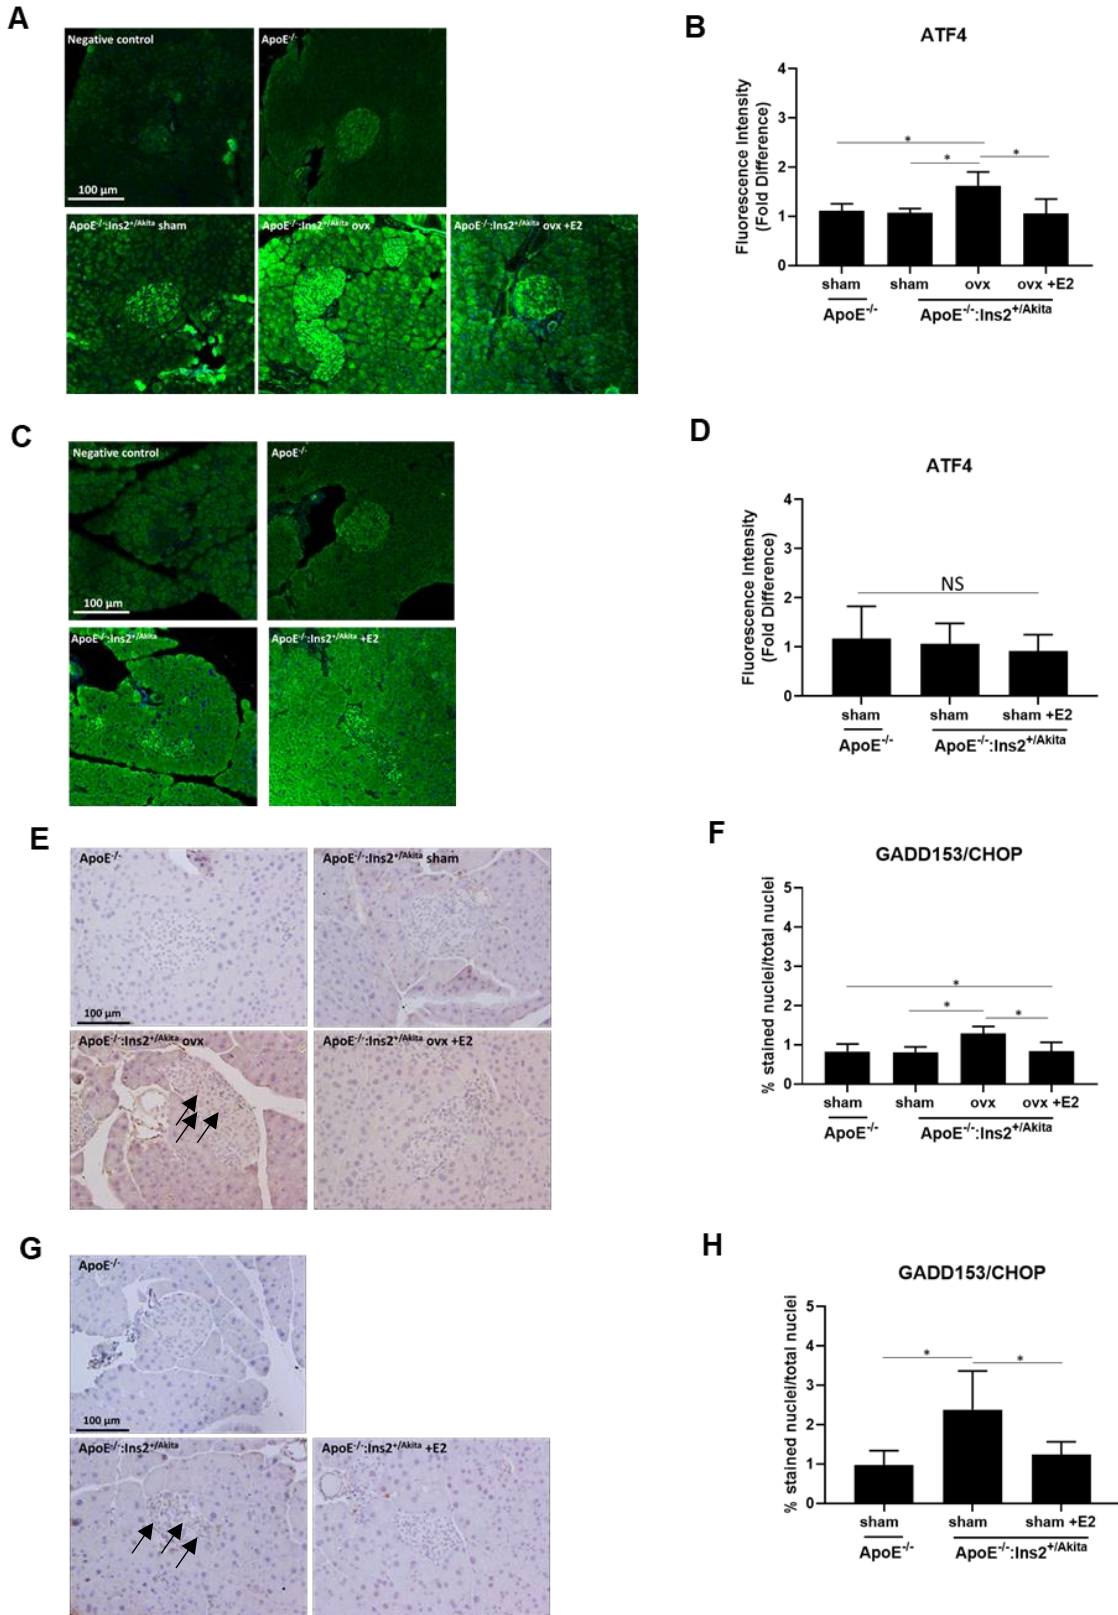 A
Negative control
ApoE-/-
100 µm
ApoE-/-:Ins2+/Akita sham
ApoE-/-:Ins2+/Akita ovx
ApoE-/-:Ins2+/Akita ovx +E2
B
ATF4
Fluorescence Intensity
(Fold Difference)
4
3
2
1
0
*
*
*
sham
sham
ovx
ovx +E2
ApoE-/-
ApoE-/-:Ins2+/Akita
C
Negative control
ApoE-/-
100 µm
ApoE-/-:Ins2+/Akita
ApoE-/-:Ins2+/Akita +E2
D
ATF4
Fluorescence Intensity
(Fold Difference)
4
3
2
1
0
NS
sham
sham
sham +E2
ApoE-/-
ApoE-/-:Ins2+/Akita
E
ApoE-/-
ApoE-/-:Ins2+/Akita sham
100 µm
ApoE-/-:Ins2+/Akita ovx
ApoE-/-:Ins2+/Akita ovx +E2
F
GADD153/CHOP
% stained nuclei/total nuclei
5
4
3
2
1
0
*
*
*
sham
sham
ovx
ovx +E2
ApoE-/-
ApoE-/-:Ins2+/Akita
G
ApoE-/-
100 µm
ApoE-/-:Ins2+/Akita
ApoE-/-:Ins2+/Akita +E2
H
GADD153/CHOP
% stained nuclei/total nuclei
5
4
3
2
1
0
*
*
sham
sham
sham +E2
ApoE-/-
ApoE-/-:Ins2+/Akita